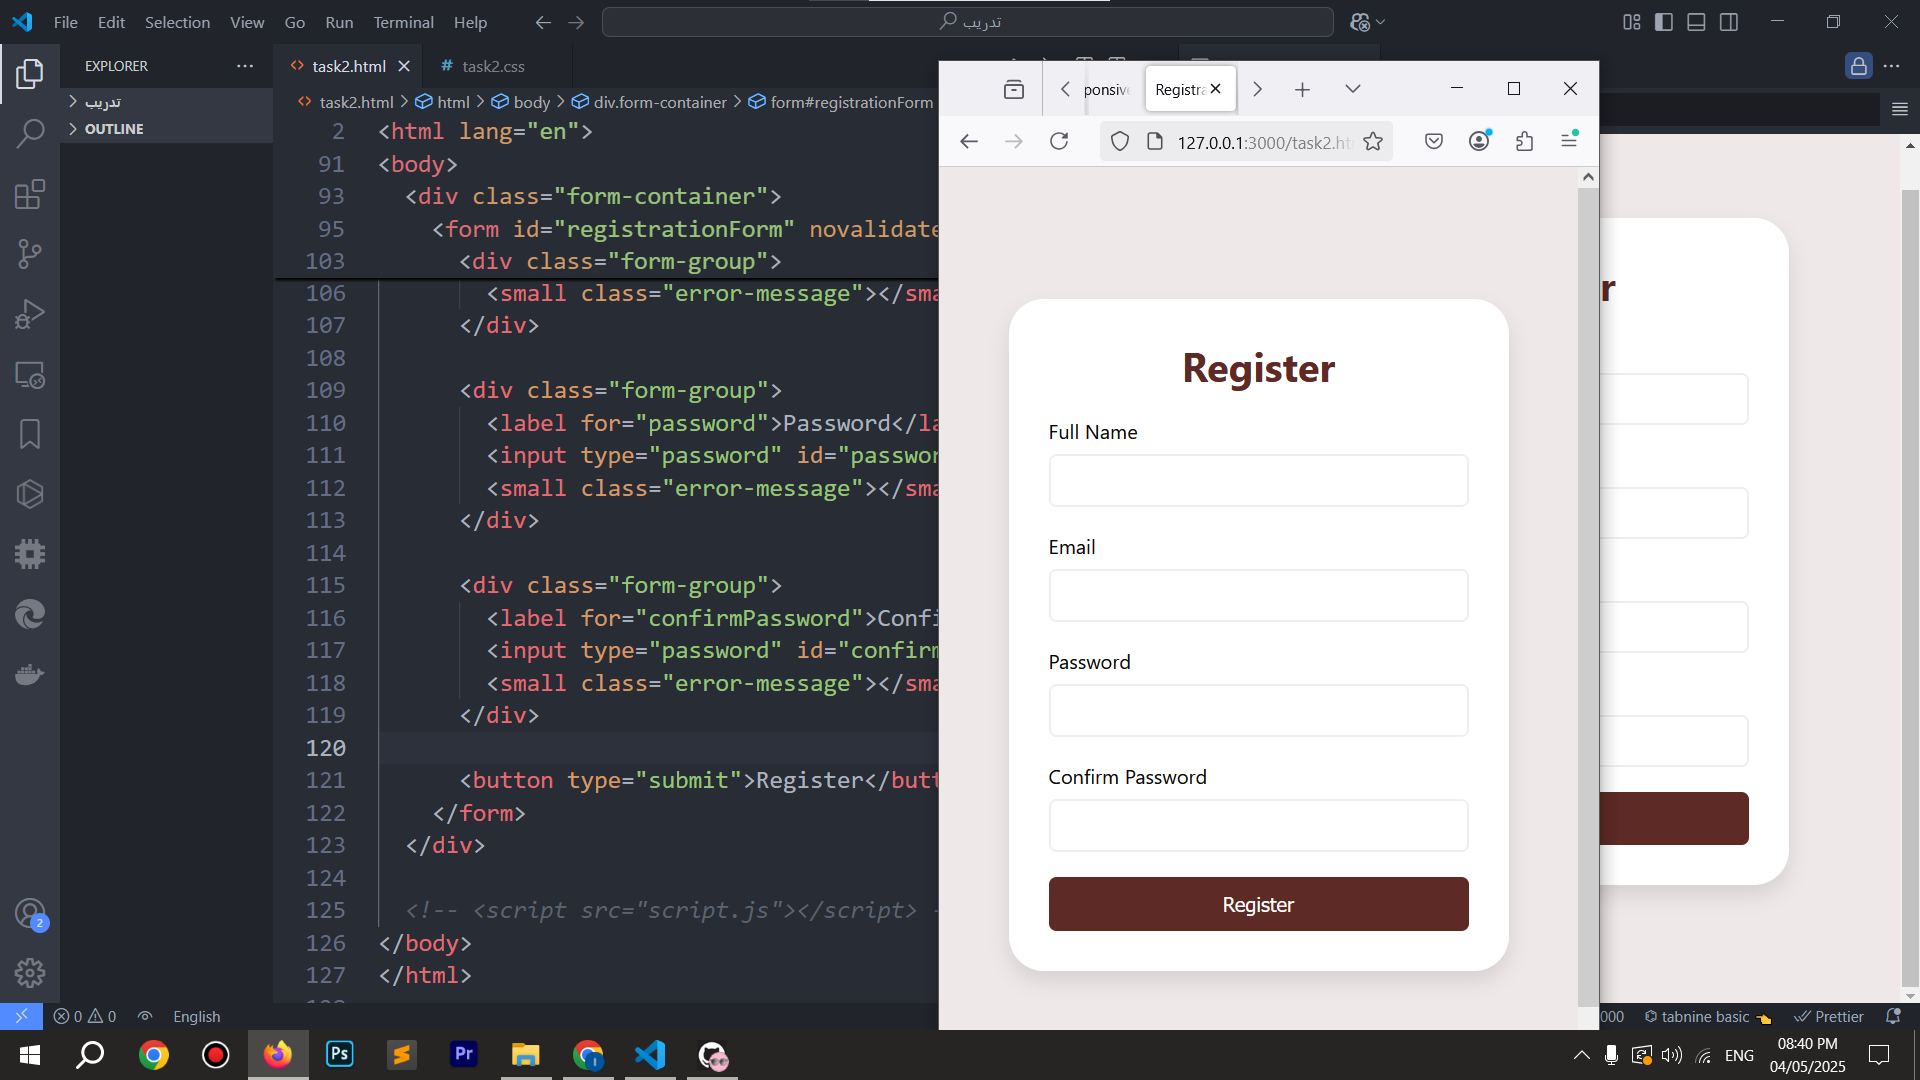 File Edit Selection View Go Run Terminal Help
تدريب
EXPLORER
تدريب
OUTLINE
task2.html
task2.css
task2.html > html > body > div.form-container > form#registrationForm
2 <html lang="en">
91 <body>
93 <div class="form-container">
95 <form id="registrationForm" novalidate
103 <div class="form-group">
106 <small class="error-message"></sma
107 </div>
108
109 <div class="form-group">
110 <label for="password">Password</la
111 <input type="password" id="passwor
112 <small class="error-message"></sma
113 </div>
114
115 <div class="form-group">
116 <label for="confirmPassword">Confi
117 <input type="password" id="confirm
118 <small class="error-message"></sma
119 </div>
120
121 <button type="submit">Register</butt
122 </form>
123 </div>
124
125 <!-- <script src="script.js"></script> -
126 </body>
127 </html>
ponsive
Registra
127.0.0.1:3000/task2.ht
Register
Full Name
Email
Password
Confirm Password
Register
r
2
0 0
English
000
tabnine basic
Prettier
Ps
Pr
ENG
08:40 PM
04/05/2025